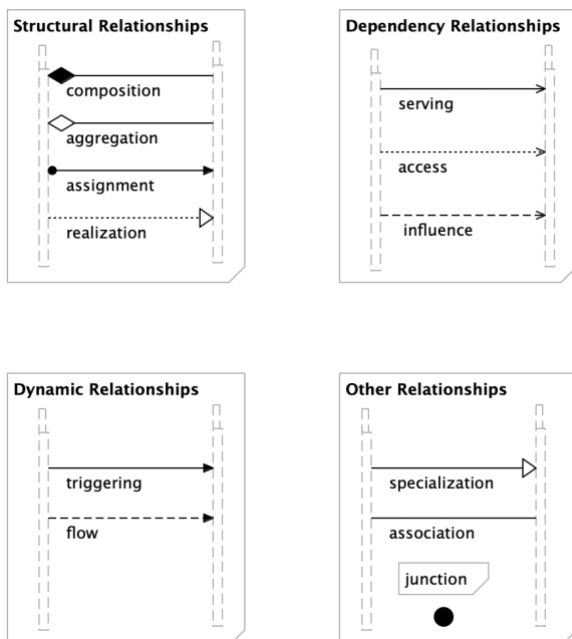 Structural Relationships
composition
aggregation
assignment
realization
Dependency Relationships
serving
access
influence
Dynamic Relationships
triggering
flow
Other Relationships
specialization
association
junction